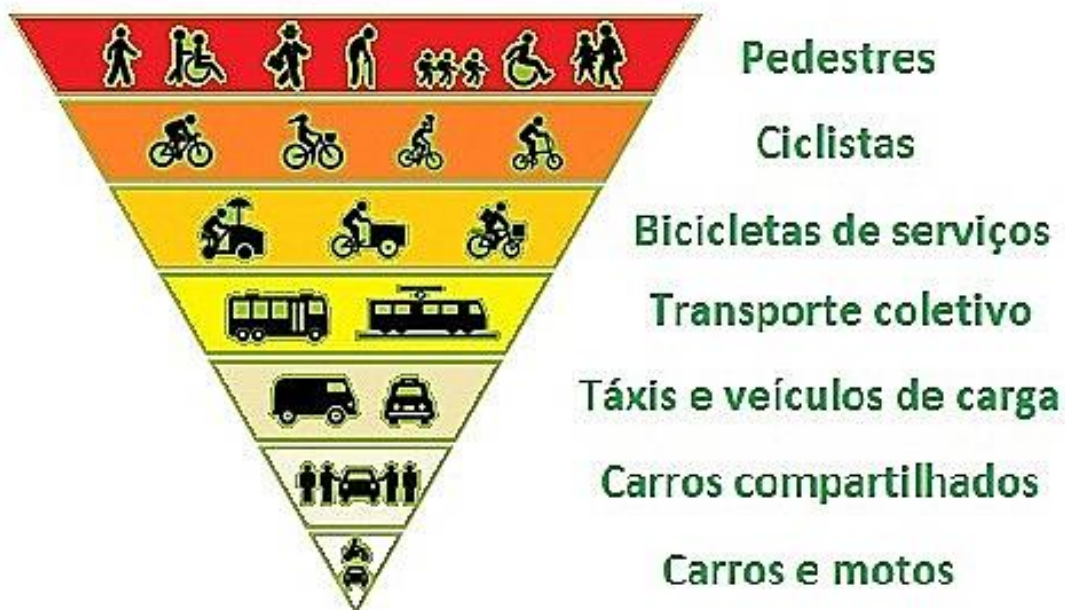 Pedestres
Ciclistas
Bicicletas de serviços
Transporte coletivo
Táxis e veículos de carga
Carros compartilhados
Carros e motos